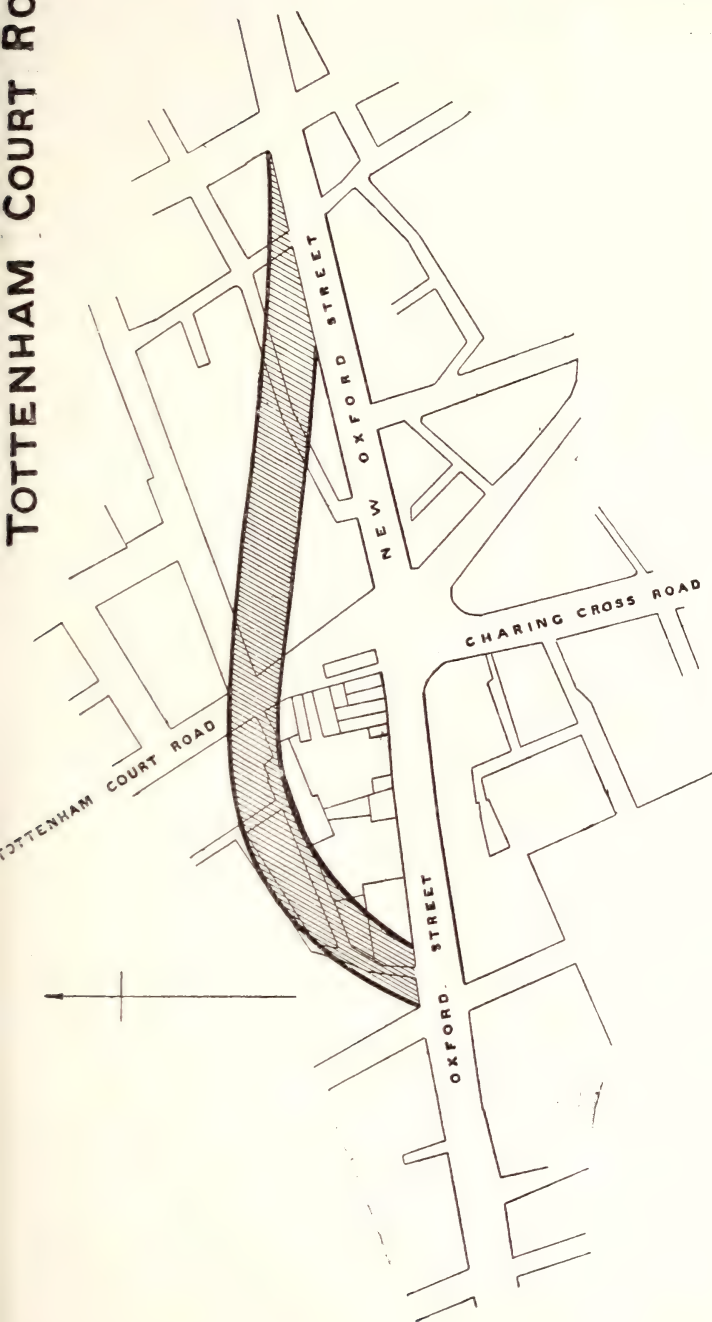 TOTTENHAM COURT RO
NEW OXFORD STREET
TOTTENHAM COURT ROAD
CHARING CROSS ROAD
OXFORD STREET